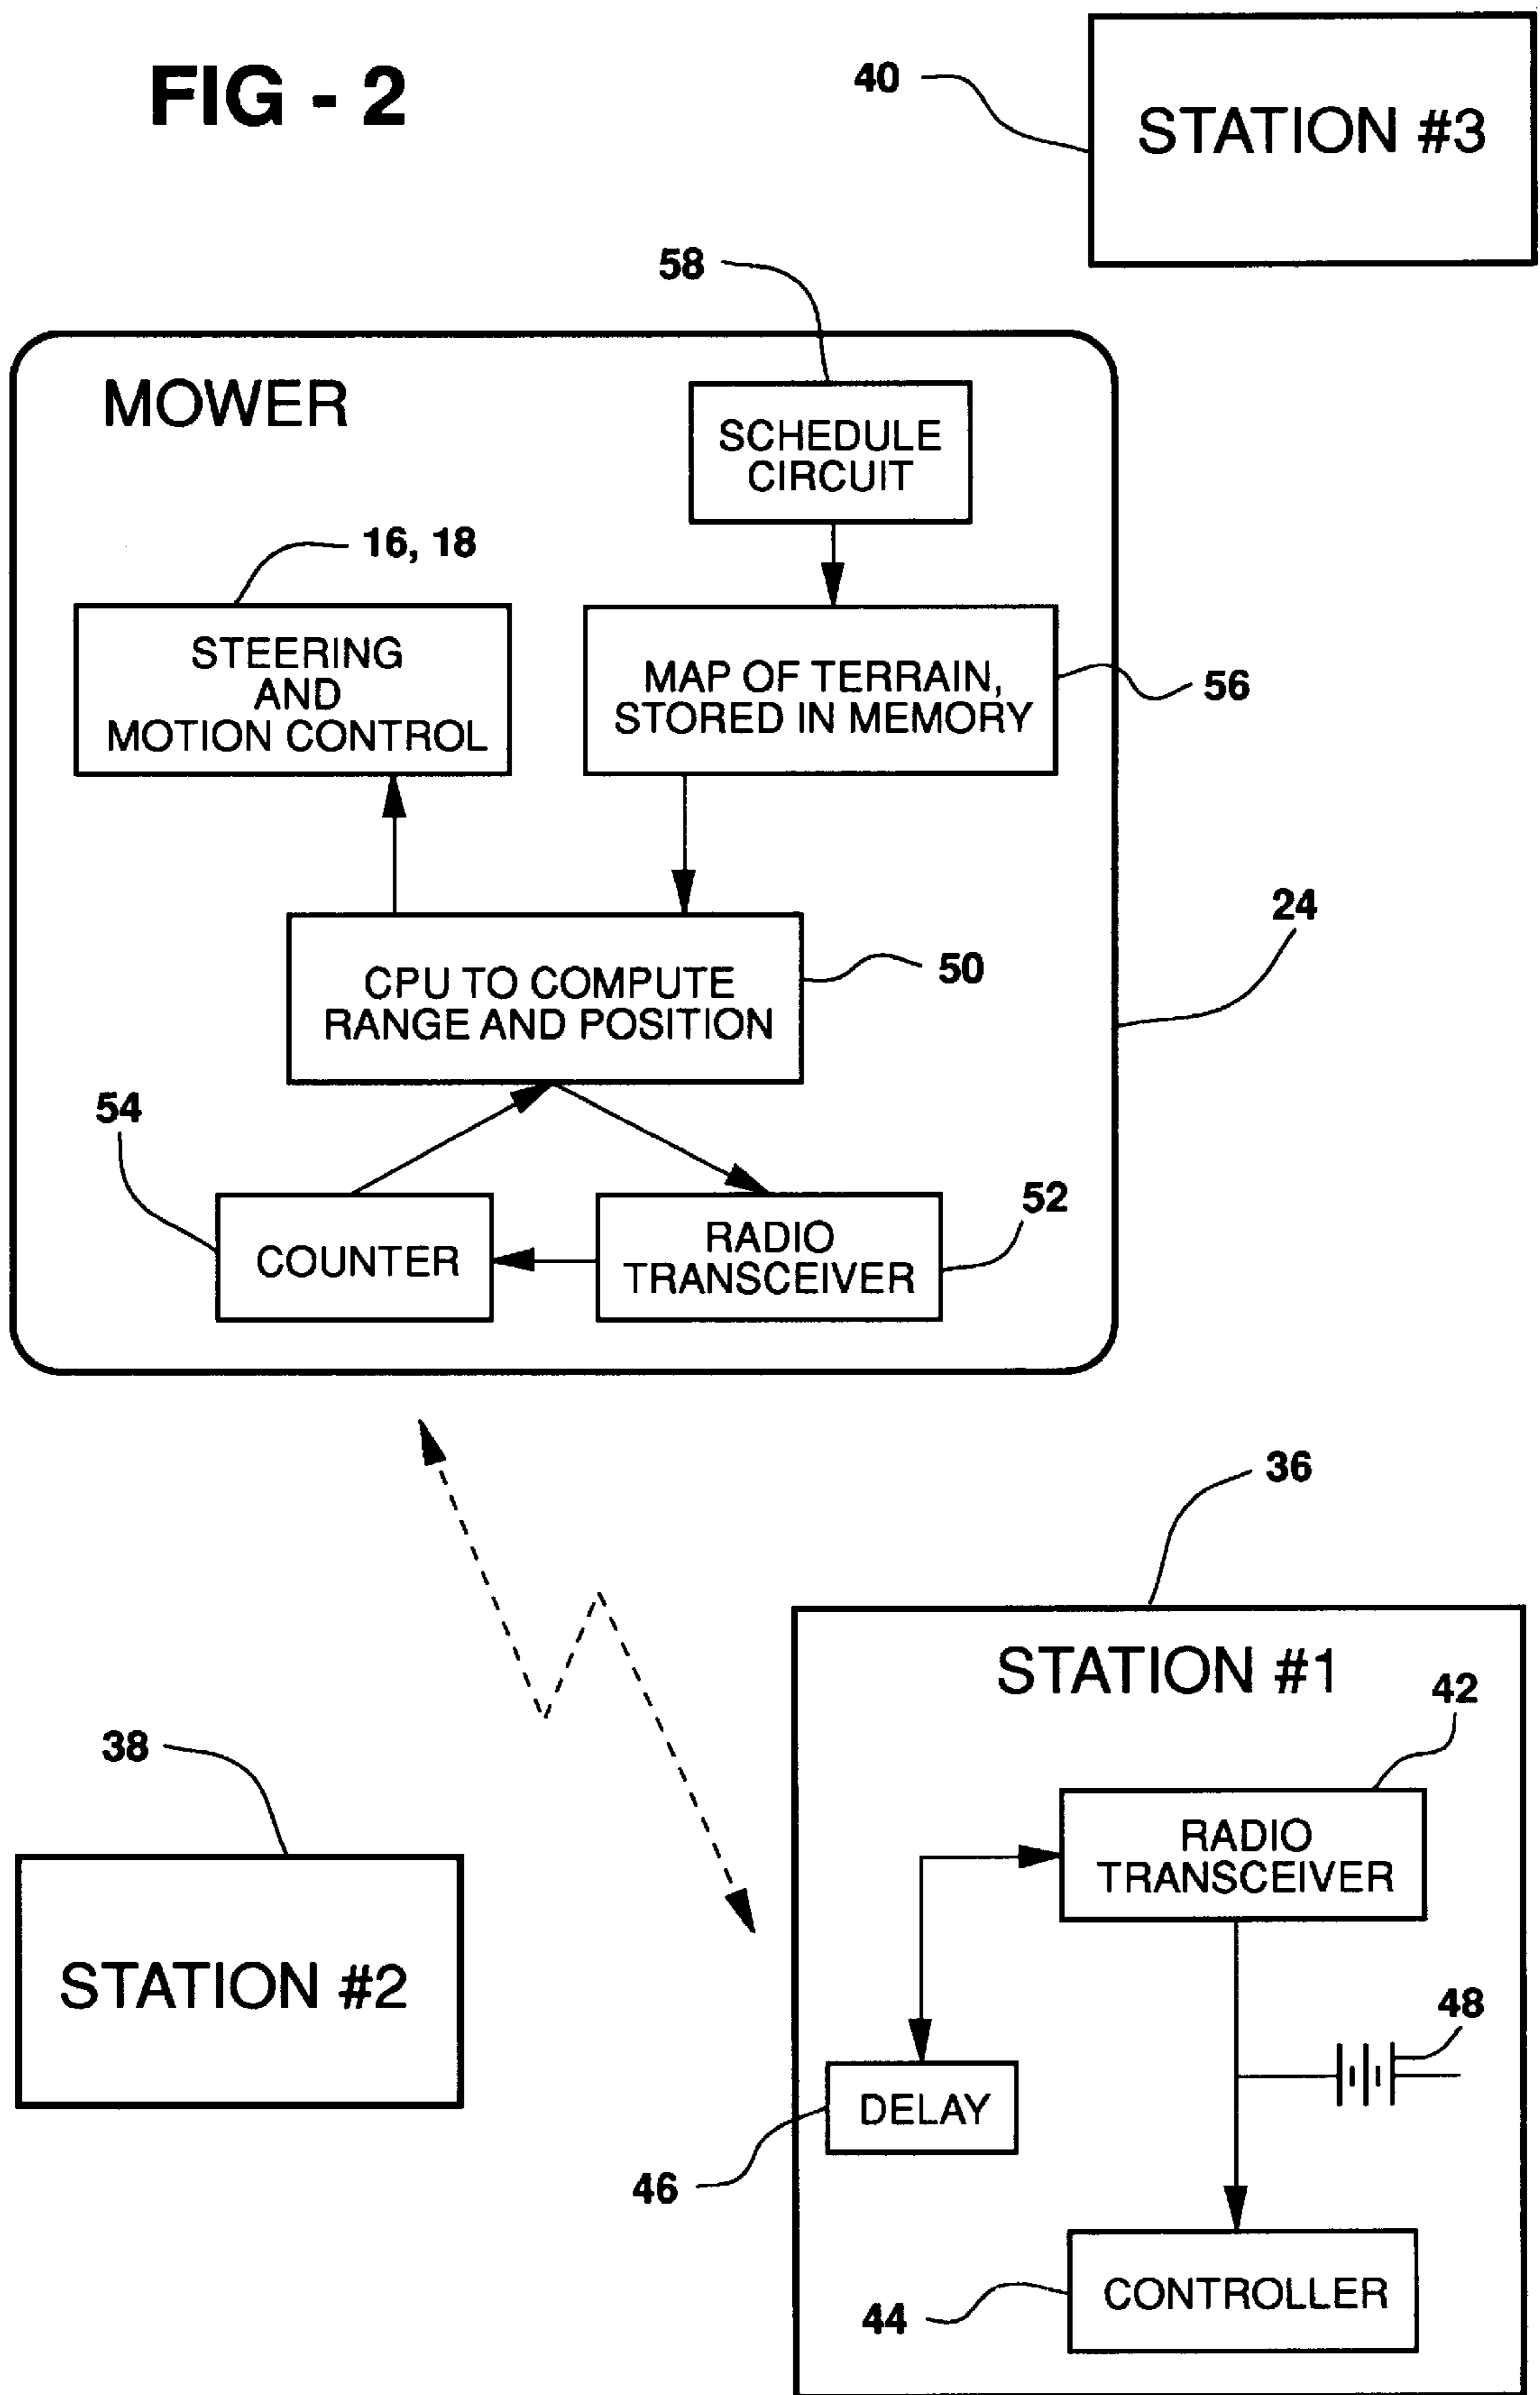 FIG - 2
40
STATION #3
58
MOWER
SCHEDULE
CIRCUIT
16, 18
STEERING
AND
MOTION CONTROL
MAP OF TERRAIN,
STORED IN MEMORY
56
24
CPU TO COMPUTE
RANGE AND POSITION
50
54
52
COUNTER
RADIO
TRANSCEIVER
36
STATION #1
42
38
RADIO
TRANSCEIVER
STATION #2
48
DELAY
46
CONTROLLER
44